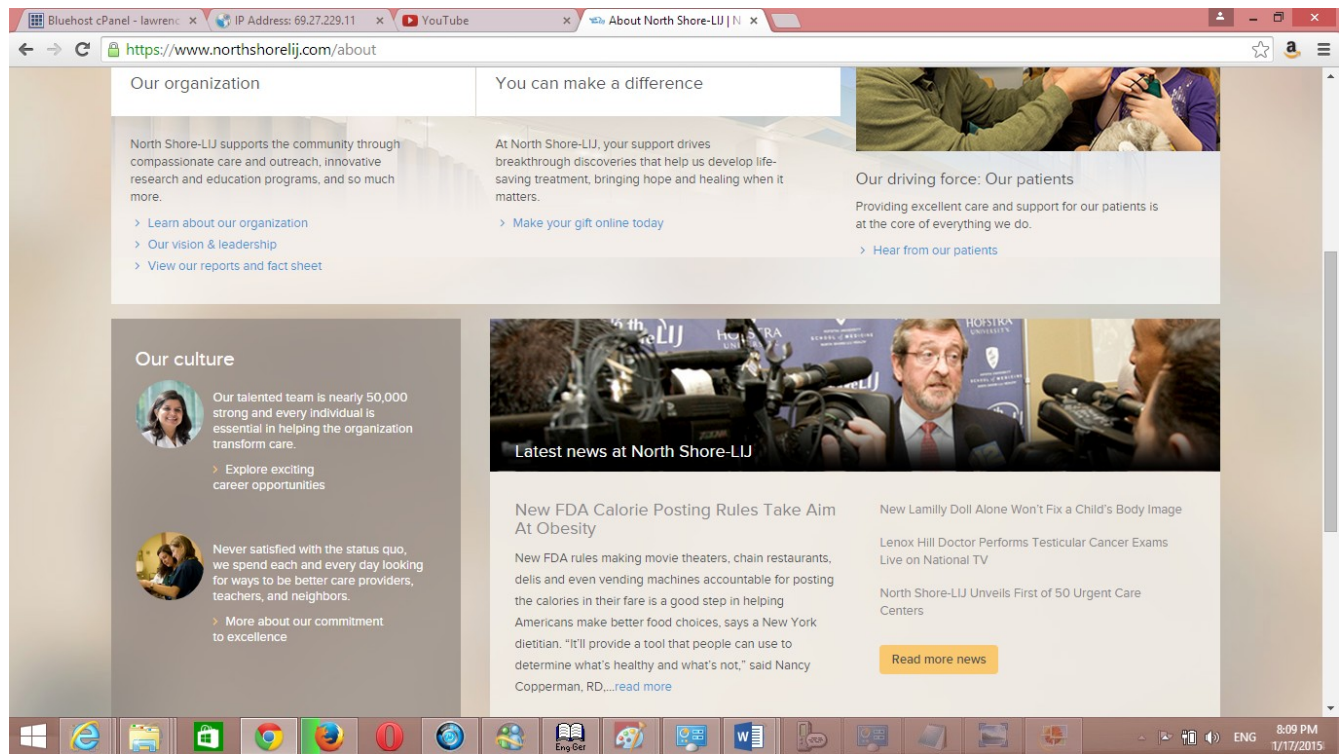 Bluehost cPanel - lawrenc
IP Address: 69.27.229.11
YouTube
About North Shore-LIJ | N
https://www.northshorelij.com/about
Our organization
North Shore-LIJ supports the community through
compassionate care and outreach, innovative
research and education programs, and so much
more.
> Learn about our organization
> Our vision & leadership
> View our reports and fact sheet
You can make a difference
At North Shore-LIJ, your support drives
breakthrough discoveries that help us develop life-
saving treatment, bringing hope and healing when it
matters.
> Make your gift online today
Our driving force: Our patients
Providing excellent care and support for our patients is
at the core of everything we do.
> Hear from our patients
Our culture
Our talented team is nearly 50,000
strong and every individual is
essential in helping the organization
transform care.
> Explore exciting
career opportunities
Never satisfied with the status quo,
we spend each and every day looking
for ways to be better care providers,
teachers, and neighbors.
> More about our commitment
to excellence
HOFSTRA
Latest news at North Shore-LIJ
New FDA Calorie Posting Rules Take Aim
At Obesity
New FDA rules making movie theaters, chain restaurants,
delis and even vending machines accountable for posting
the calories in their fare is a good step in helping
Americans make better food choices, says a New York
dietitian. “It’ll provide a tool that people can use to
determine what’s healthy and what’s not,” said Nancy
Copperman, RD,...read more
New Lamilly Doll Alone Won’t Fix a Child’s Body Image
Lenox Hill Doctor Performs Testicular Cancer Exams
Live on National TV
North Shore-LIJ Unveils First of 50 Urgent Care
Centers
Read more news
Eng Ger
ENG
8:09 PM
1/17/2015